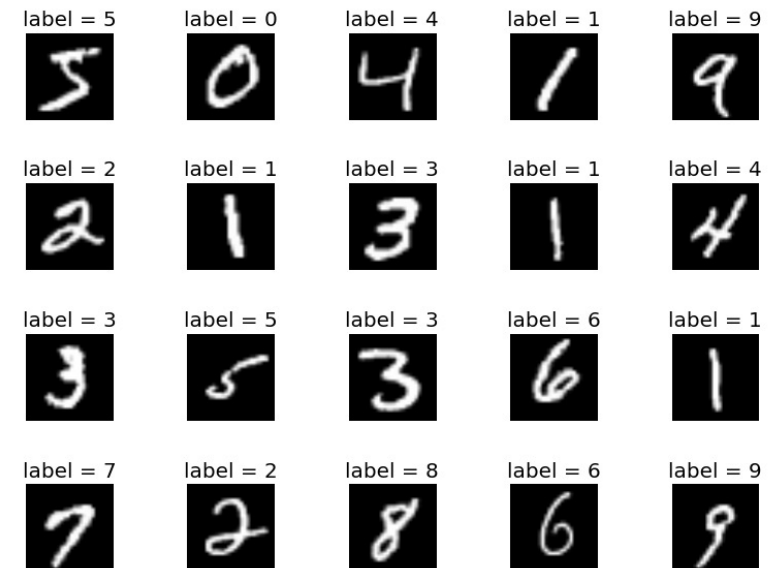 label = 5 label = 0 label = 4 label = 1 label = 9
5 0 4 1 9
label = 2 label = 1 label = 3 label = 1 label = 4
2 1 3 1 4
label = 3 label = 5 label = 3 label = 6 label = 1
3 5 3 6 1
label = 7 label = 2 label = 8 label = 6 label = 9
7 2 8 6 9